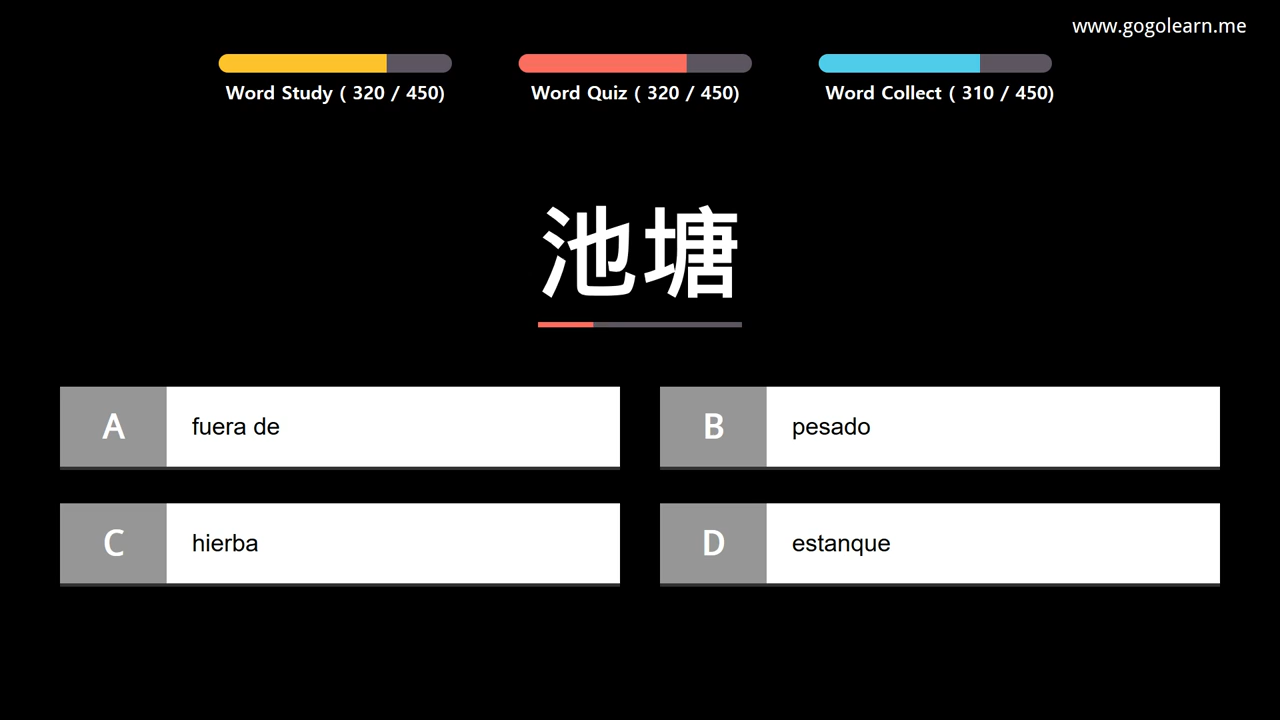 www.gogolearn.me
Word Study ( 320 / 450)
Word Quiz ( 320 / 450)
Word Collect ( 310 / 450)
池塘
A fuera de
B pesado
C hierba
D estanque